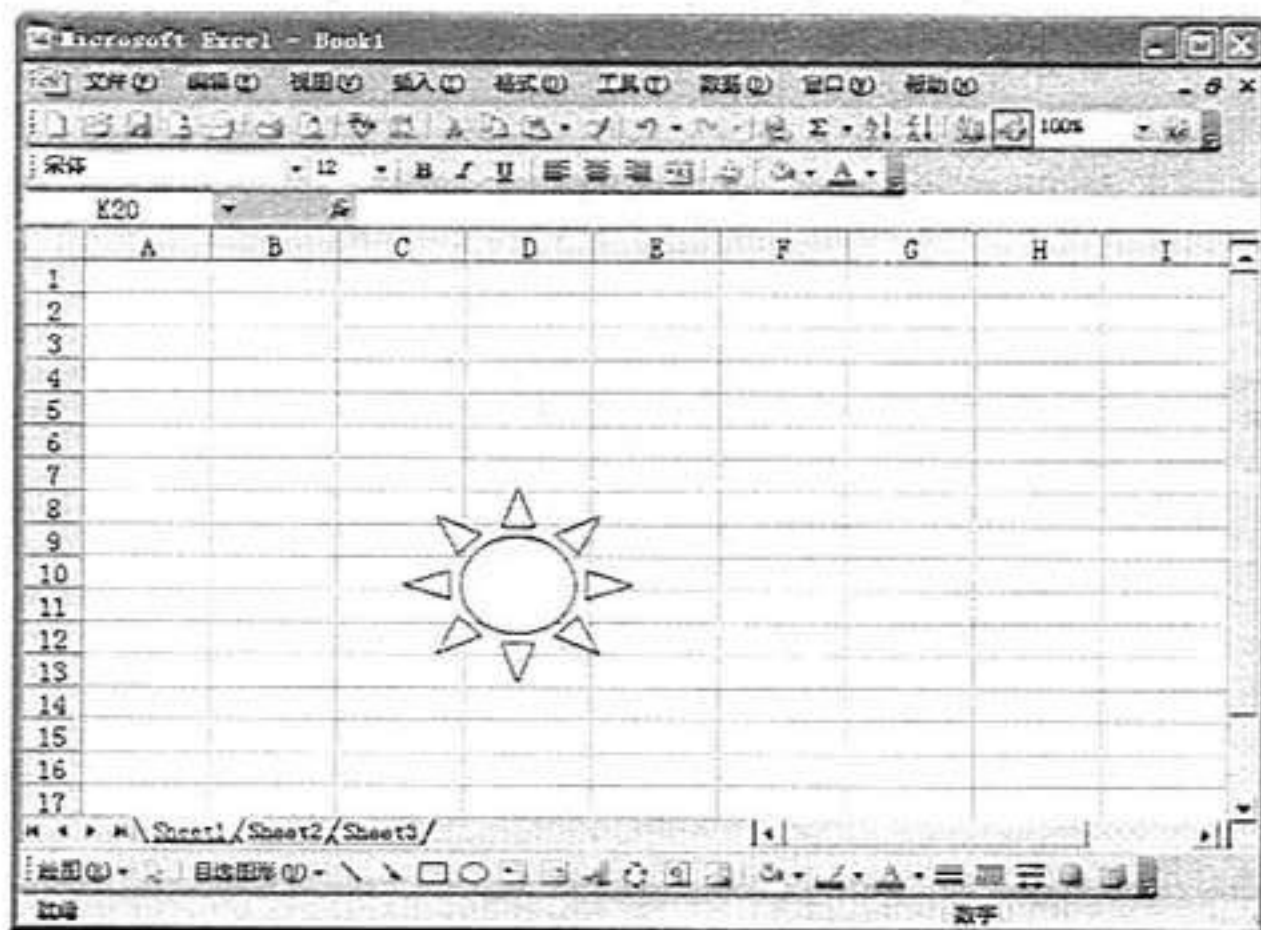 Microsoft Excel - Book1
文件(F) 编辑(E) 视图(V) 插入(I) 格式(O) 工具(T) 数据(D) 窗口(W) 帮助(H)
Σ 100%
宋体 12 B I U A
K20 fx
A B C D E F G H I
1
2
3
4
5
6
7
8
9
10
11
12
13
14
15
16
17
Sheet1 Sheet2 Sheet3
绘图(R) 自选图形(U) A
就绪 数字